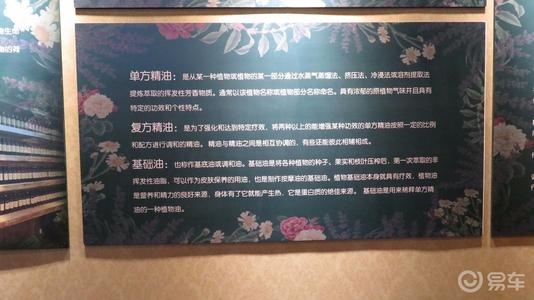 单方精油：是从某一种植物或植物的某一部分通过水蒸气蒸馏法、挤压法、冷浸法或溶剂提取法
提炼萃取的挥发性芳香物质。通常以该植物名称或植物部分名称命名。具有浓郁的原植物气味并且具有
特定的功效和个性特点。
复方精油：是为了强化和达到特定疗效，将两种以上的能增强某种功效的单方精油按照一定的比例
和配方进行调和的精油。精油与精油之间是相互协调的，有些还能彼此相辅相成。
基础油：也称作基底油或调和油。基础油是将各种植物的种子、果实和核仁压榨后，第一次萃取的非
挥发性油脂，可以作为皮肤保养的用油，也是制作按摩油的基础油。植物基础油本身就具有疗效，植物油
是营养和精力的良好来源，身体有了它就能产生热，它是蛋白质的绝佳来源。基础油是用来稀释单方精
油的一种植物油。
易车